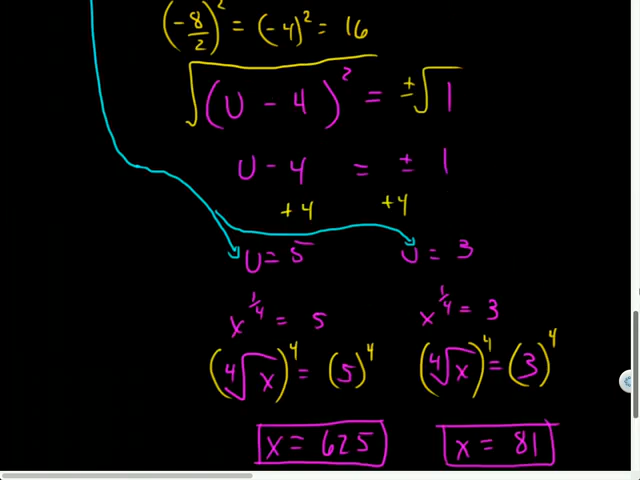 (-8/2)² = (-4)² = 16
√(U - 4)² = ±√1
U - 4 = ± 1
+4 +4
U = 5 U = 3
x^1/4 = 5 x^1/4 = 3
(⁴√x)⁴ = (5)⁴ (⁴√x)⁴ = (3)⁴
x = 625 x = 81